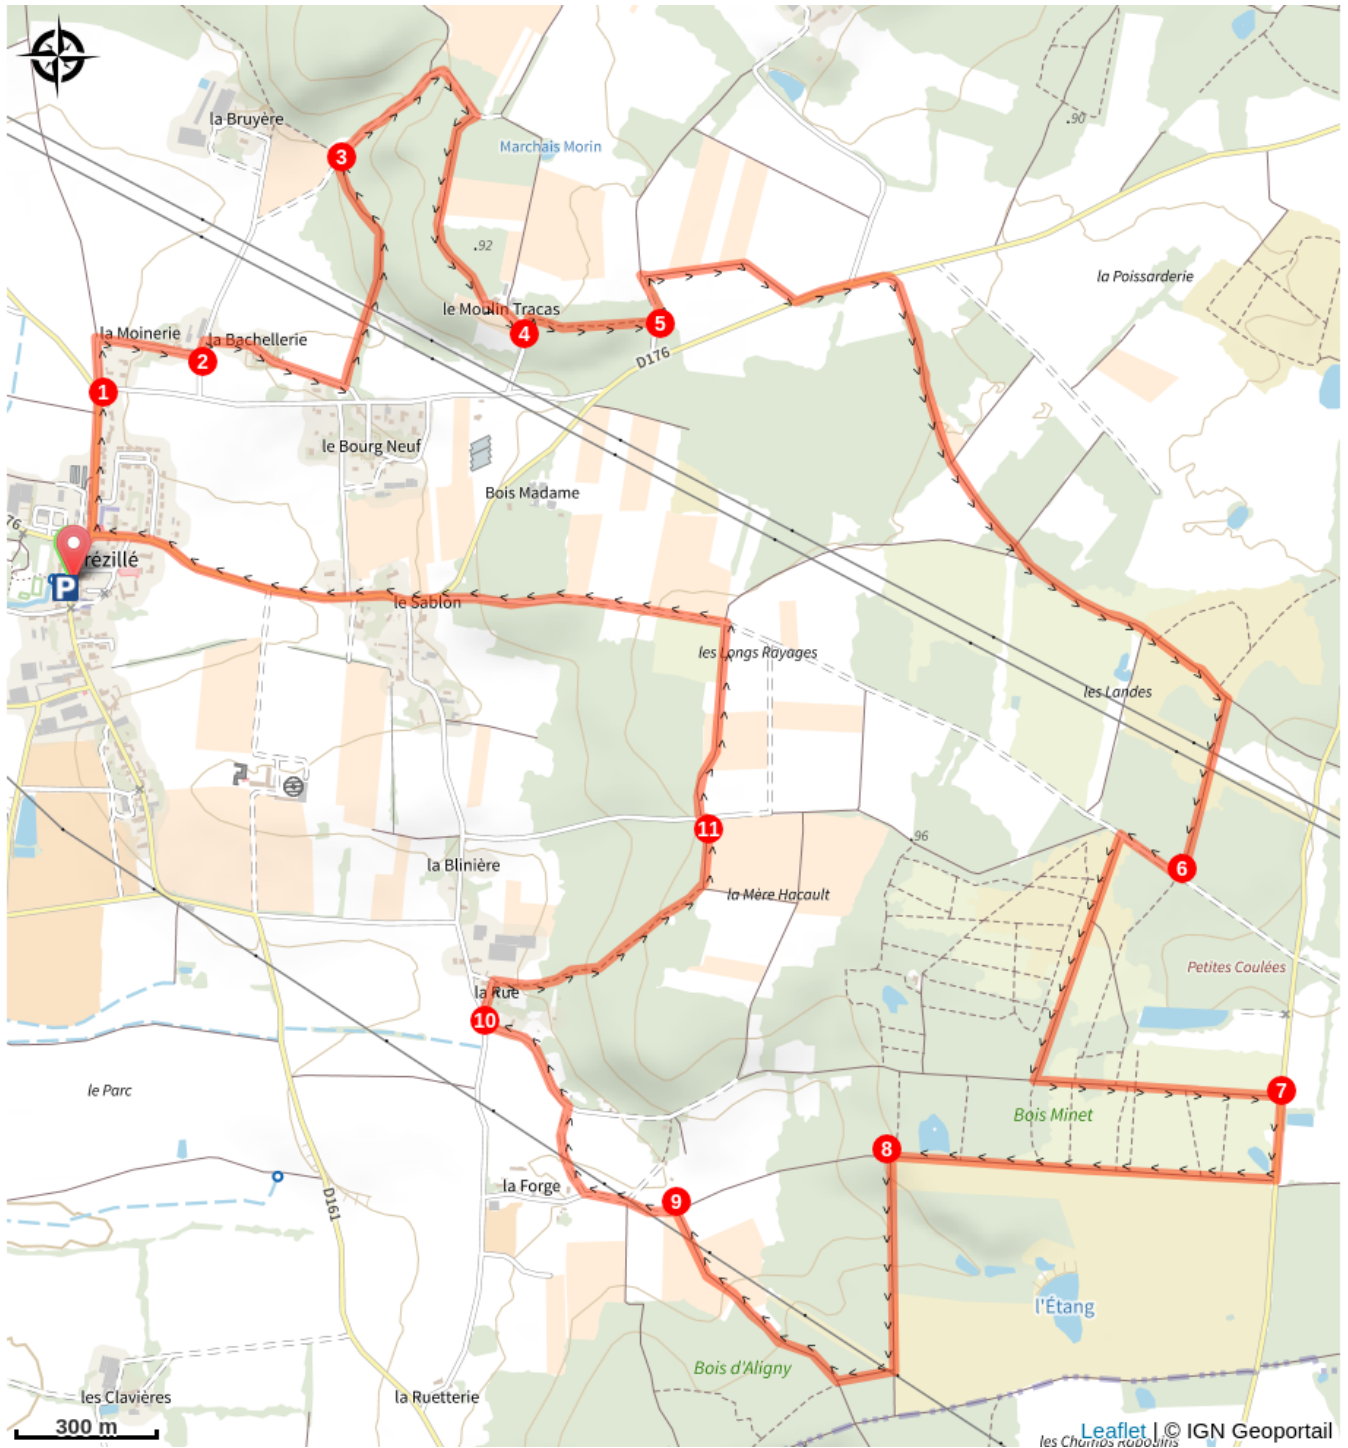 la Bruyère
3
Marchais Morin
.90
.92
la Poissarderie
le Moulin Tracas
5
4
la Moinerie
la Bachellerie
2
D176
1
le Bourg Neuf
Bois Madame
76
rézillé
P
le Sablon
les Longs Rayages
les Landes
11
.96
la Blinière
6
la Mère Hacault
Petites Coulées
la Rue
10
le Parc
7
Bois Minet
8
la Forge
9
D161
l'Étang
Bois d'Aligny
les Clavières
la Ruetterie
300 m
Leaflet | © IGN Geoportail
les Champs